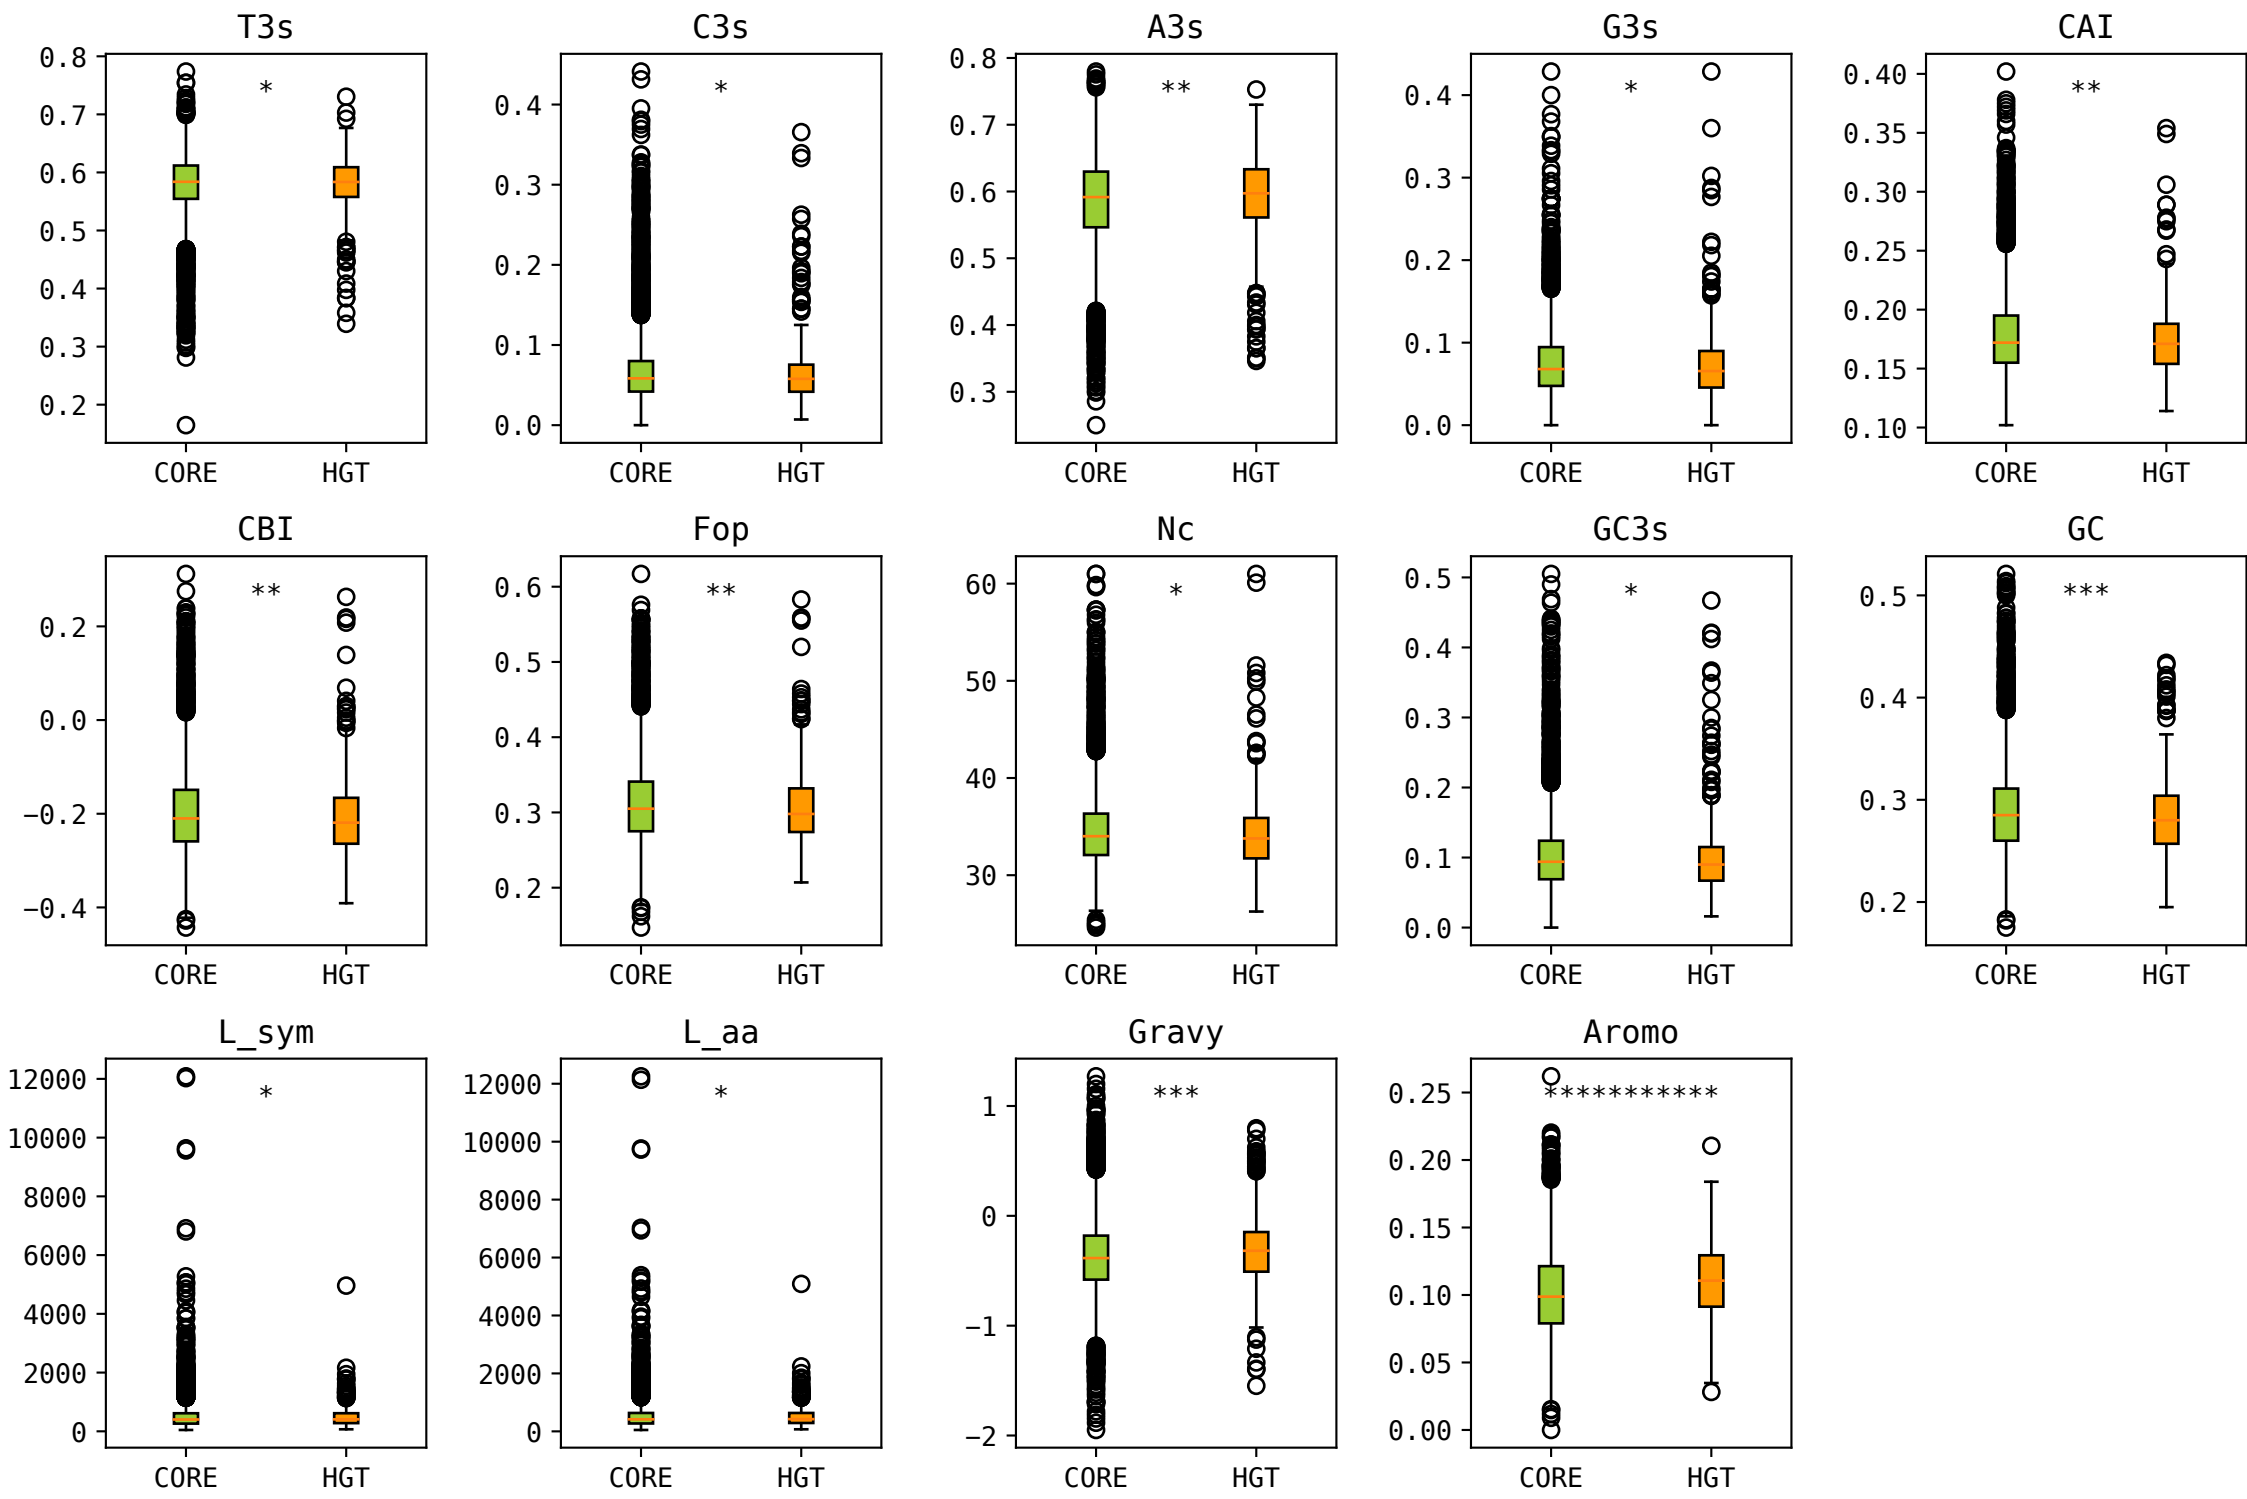 T3s C3s A3s G3s CAI
0.8 0.7 0.6 0.5 0.4 0.3 0.2
*
CORE HGT
0.4 0.3 0.2 0.1 0.0
*
CORE HGT
0.8 0.7 0.6 0.5 0.4 0.3
**
CORE HGT
0.4 0.3 0.2 0.1 0.0
*
CORE HGT
0.40 0.35 0.30 0.25 0.20 0.15 0.10
**
CORE HGT
CBI Fop Nc GC3s GC
0.2 0.0 −0.2 −0.4
**
CORE HGT
0.6 0.5 0.4 0.3 0.2
**
CORE HGT
60 50 40 30
*
CORE HGT
0.5 0.4 0.3 0.2 0.1 0.0
*
CORE HGT
0.5 0.4 0.3 0.2
***
CORE HGT
L_sym L_aa Gravy Aromo
12000 10000 8000 6000 4000 2000 0
*
CORE HGT
12000 10000 8000 6000 4000 2000 0
*
CORE HGT
1 0 −1 −2
***
CORE HGT
0.25 0.20 0.15 0.10 0.05 0.00
***********
CORE HGT